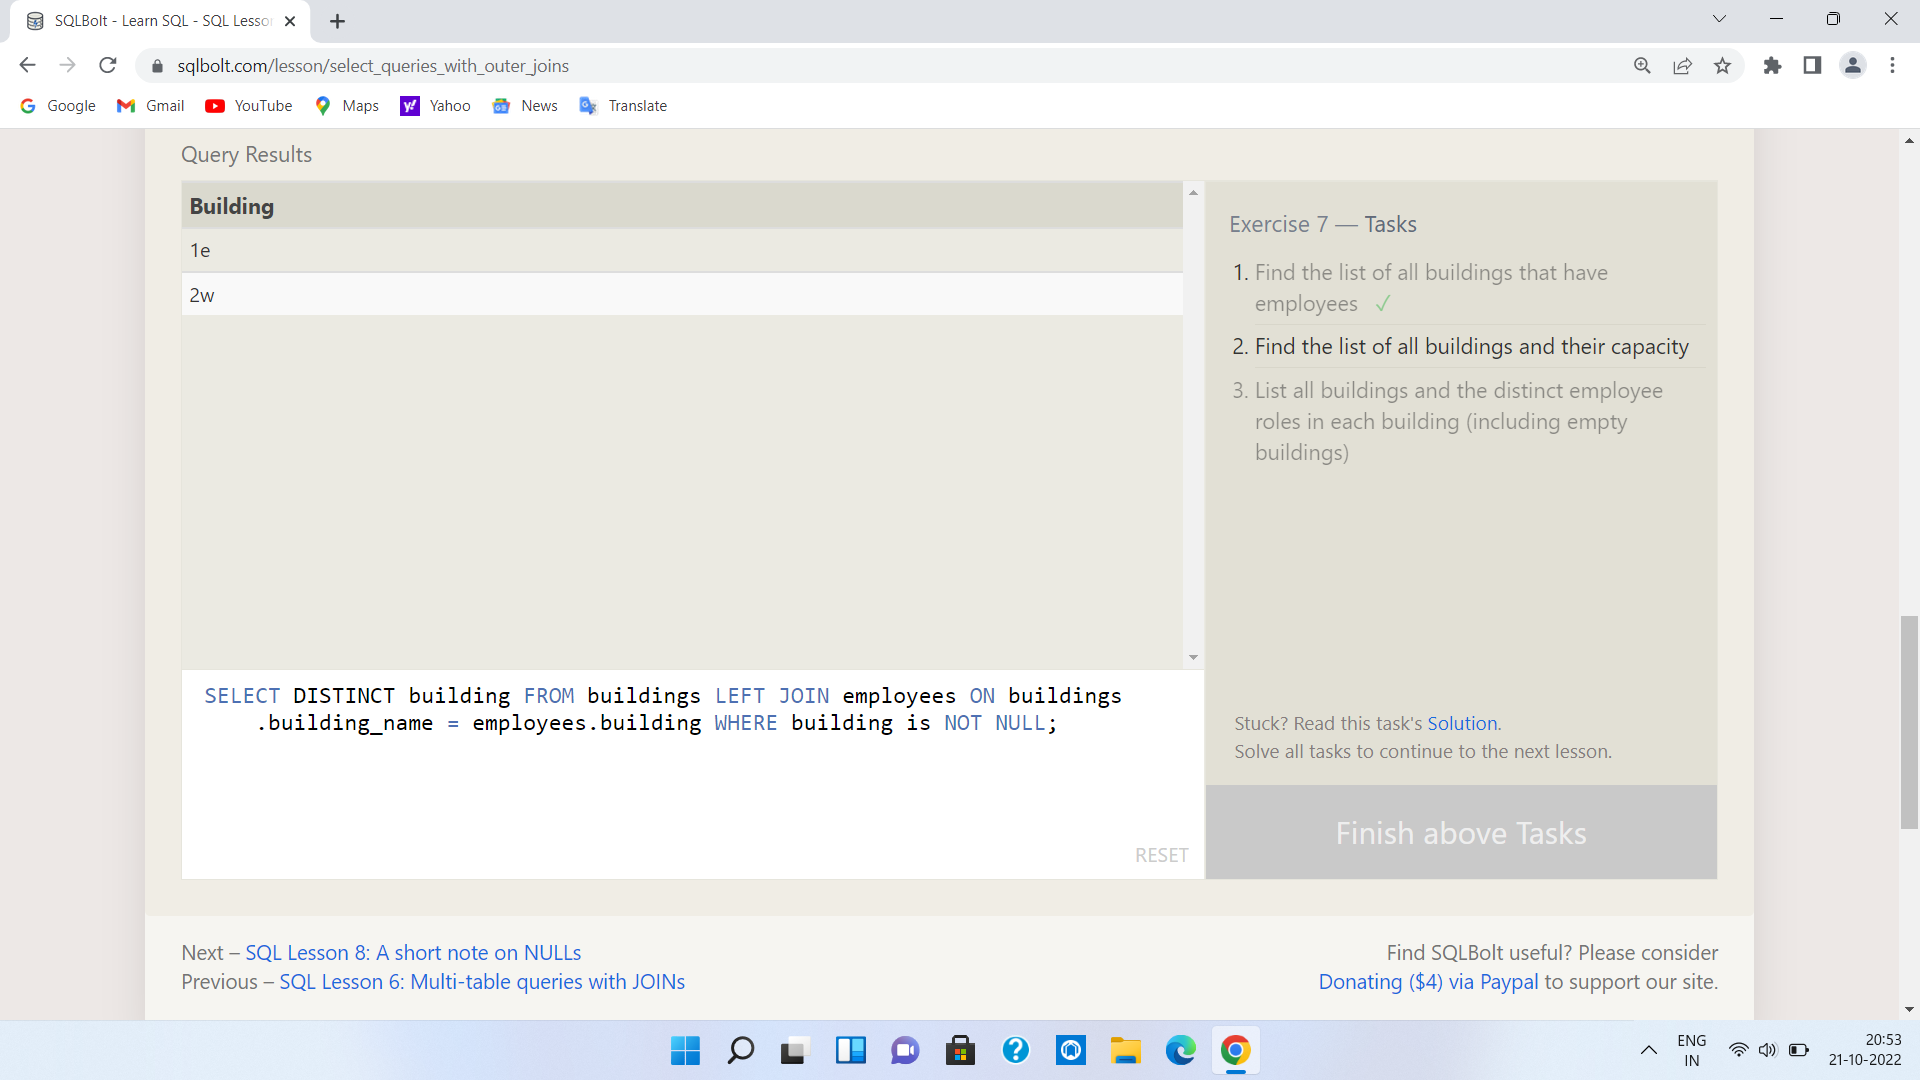 SQLBolt - Learn SQL - SQL Lesso
sqlbolt.com/lesson/select_queries_with_outer_joins
Google Gmail YouTube Maps Yahoo News Translate
Query Results
Building
1e
2w
SELECT DISTINCT building FROM buildings LEFT JOIN employees ON buildings
.building_name = employees.building WHERE building is NOT NULL;
RESET
Exercise 7 — Tasks
1. Find the list of all buildings that have
employees ✓
2. Find the list of all buildings and their capacity
3. List all buildings and the distinct employee
roles in each building (including empty
buildings)
Stuck? Read this task's Solution.
Solve all tasks to continue to the next lesson.
Finish above Tasks
Next – SQL Lesson 8: A short note on NULLs
Previous – SQL Lesson 6: Multi-table queries with JOINs
Find SQLBolt useful? Please consider
Donating ($4) via Paypal to support our site.
ENG
IN
20:53
21-10-2022